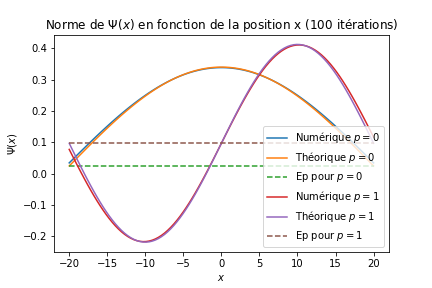 Norme de Ψ(x) en fonction de la position x (100 itérations)
0.4
0.3
0.2
0.1
0.0
−0.1
−0.2
Ψ(x)
−20
−15
−10
−5
0
5
10
15
20
x
Numérique p = 0
Théorique p = 0
Ep pour p = 0
Numérique p = 1
Théorique p = 1
Ep pour p = 1